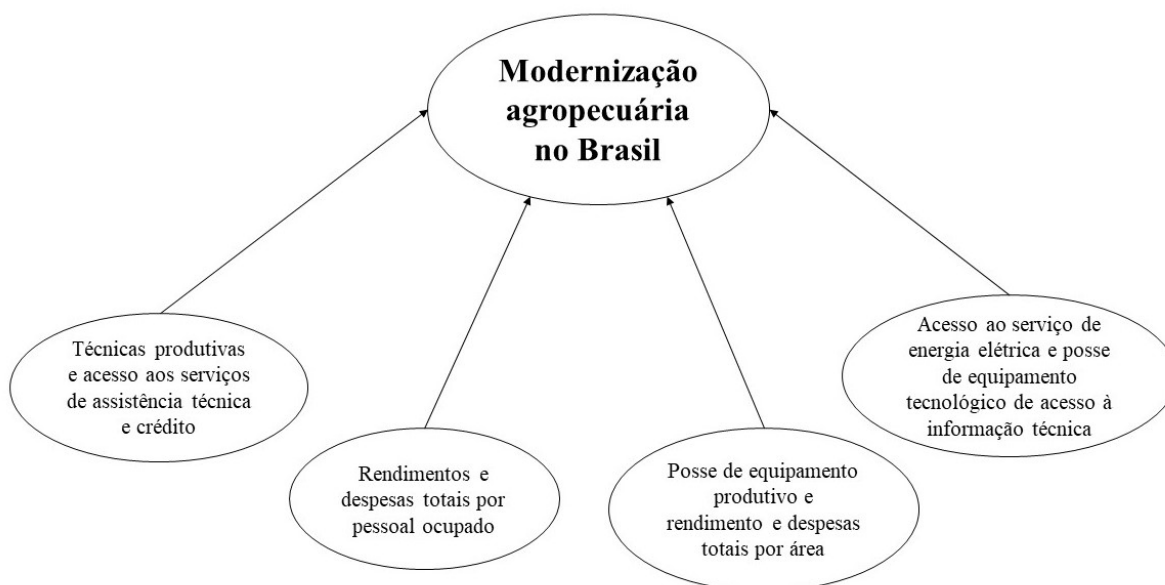 Modernização
agropecuária
no Brasil
Técnicas produtivas
e acesso aos serviços
de assistência técnica
e crédito
Rendimentos e
despesas totais por
pessoal ocupado
Posse de equipamento
produtivo e
rendimento e despesas
totais por área
Acesso ao serviço de
energia elétrica e posse
de equipamento
tecnológico de acesso à
informação técnica